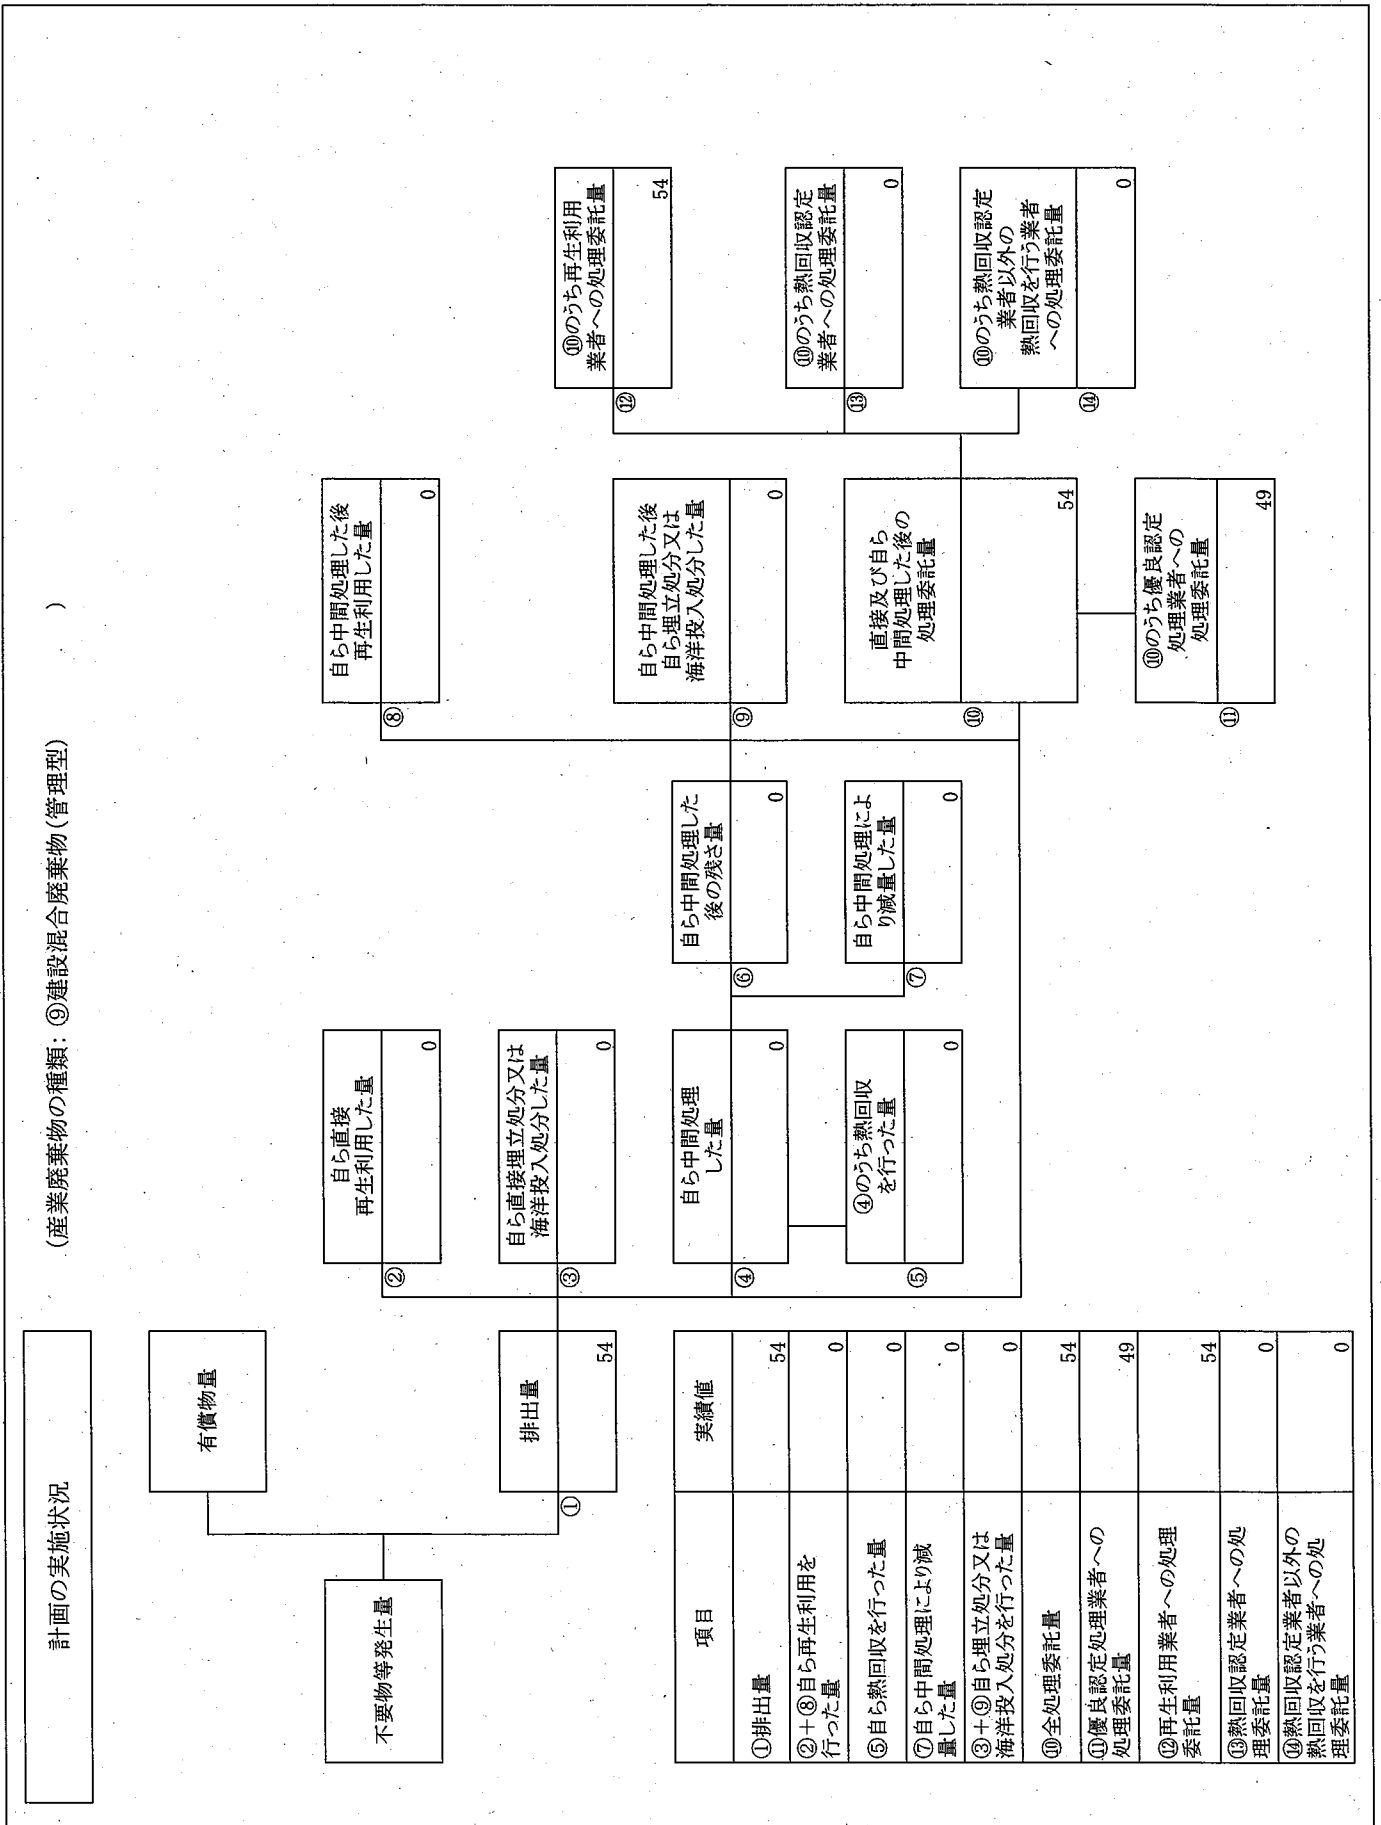 計画の実施状況
(産業廃棄物の種類:⑨建設混合廃棄物(管理型) )
不要物等発生量
有償物量
①
排出量
54
②
自ら直接
再生利用した量
0
③
自ら直接埋立処分又は
海洋投入処分した量
0
④
自ら中間処理
した量
0
⑤
④のうち熱回収
を行った量
0
⑥
自ら中間処理した
後の残さ量
0
⑦
自ら中間処理によ
り減量した量
0
⑧
自ら中間処理した後
再生利用した量
0
⑨
自ら中間処理した後
自ら埋立処分又は
海洋投入処分した量
0
⑩
直接及び自ら
中間処理した後の
処理委託量
54
⑪
⑩のうち優良認定
処理業者への
処理委託量
49
⑫
⑩のうち再生利用
業者への処理委託量
54
⑬
⑩のうち熱回収認定
業者への処理委託量
0
⑭
⑩のうち熱回収認定
業者以外の
熱回収を行う業者
への処理委託量
0
項目 実績値
①排出量 54
②+⑧自ら再生利用を
行った量 0
⑤自ら熱回収を行った量 0
⑦自ら中間処理により減
量した量 0
③+⑨自ら埋立処分又は
海洋投入処分を行った量 0
⑩全処理委託量 54
⑪優良認定処理業者への
処理委託量 49
⑫再生利用業者への処理
委託量 54
⑬熱回収認定業者への処
理委託量 0
⑭熱回収認定業者以外の
熱回収を行う業者への処
理委託量 0